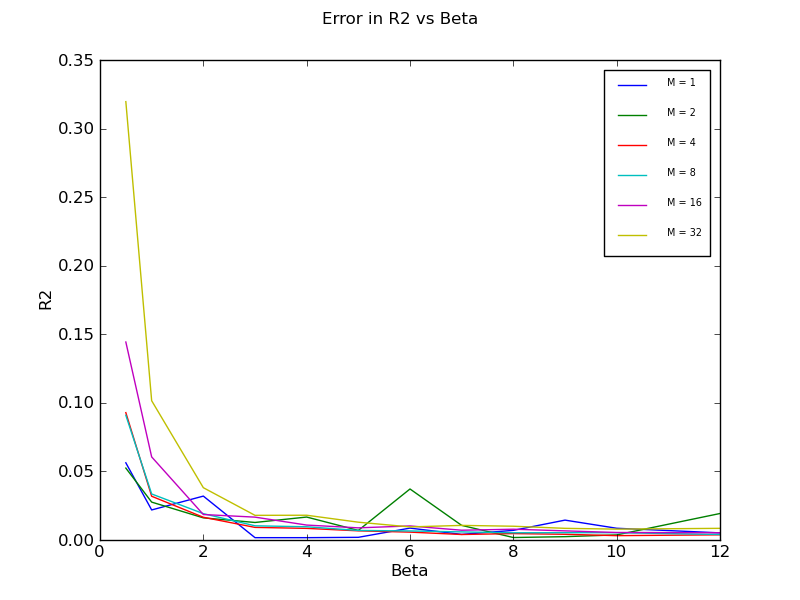 Error in R2 vs Beta
0.35
0.30
0.25
0.20
0.15
0.10
0.05
0.00
R2
0
2
4
6
8
10
12
Beta
M = 1
M = 2
M = 4
M = 8
M = 16
M = 32